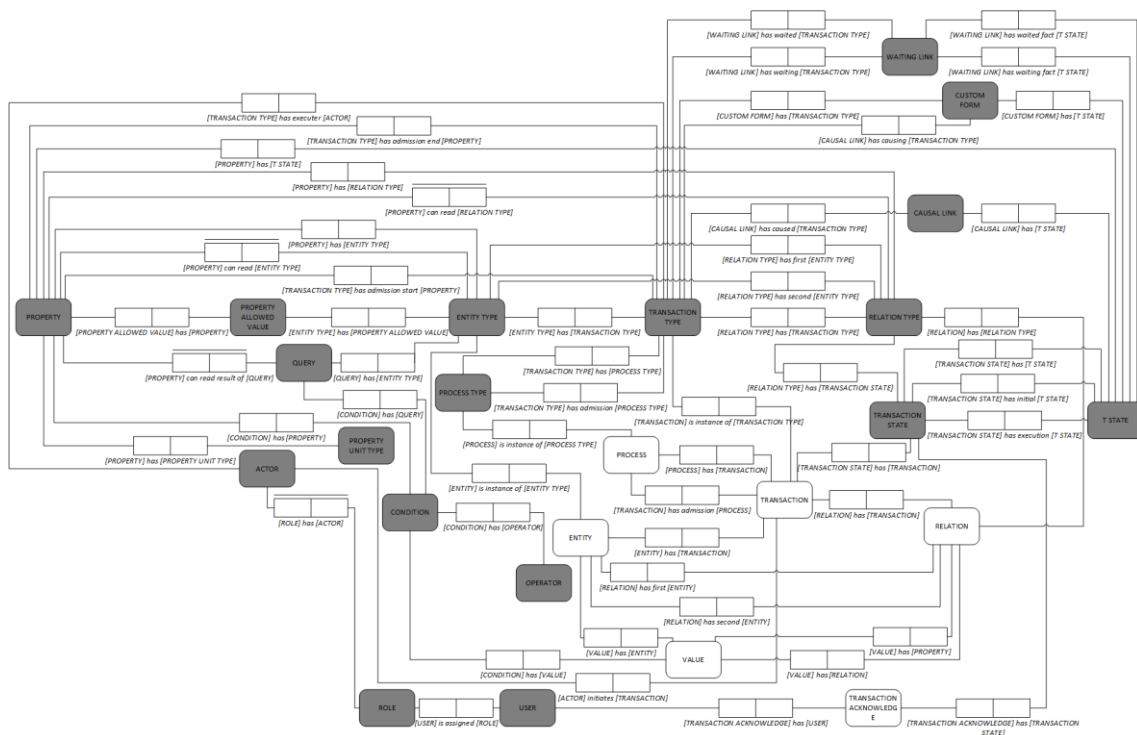 [WAITING LINK] has waited [TRANSACTION TYPE]
[WAITING LINK] has waited fact [T STATE]
WAITING LINK
[WAITING LINK] has waiting [TRANSACTION TYPE]
[WAITING LINK] has waiting fact [T STATE]
CUSTOM
FORM
[TRANSACTION TYPE] has executer [ACTOR]
[CUSTOM FORM] has [TRANSACTION TYPE]
[CUSTOM FORM] has [T STATE]
[TRANSACTION TYPE] has admission end [PROPERTY]
[CAUSAL LINK] has causing [TRANSACTION TYPE]
[PROPERTY] has [T STATE]
[PROPERTY] has [RELATION TYPE]
[PROPERTY] can read [RELATION TYPE]
CAUSAL LINK
[CAUSAL LINK] has caused [TRANSACTION TYPE]
[CAUSAL LINK] has [T STATE]
[PROPERTY] has [ENTITY TYPE]
[RELATION TYPE] has first [ENTITY TYPE]
[PROPERTY] can read [ENTITY TYPE]
[TRANSACTION TYPE] has admission start [PROPERTY]
[RELATION TYPE] has second [ENTITY TYPE]
PROPERTY
PROPERTY
ALLOWED
VALUE
ENTITY TYPE
TRANSACTION
TYPE
RELATION TYPE
[PROPERTY ALLOWED VALUE] has [PROPERTY]
[ENTITY TYPE] has [PROPERTY ALLOWED VALUE]
[ENTITY TYPE] has [TRANSACTION TYPE]
[RELATION TYPE] has [TRANSACTION TYPE]
[RELATION] has [RELATION TYPE]
QUERY
[PROPERTY] can read result of [QUERY]
[QUERY] has [ENTITY TYPE]
[TRANSACTION TYPE] has [PROCESS TYPE]
[TRANSACTION STATE] has [T STATE]
PROCESS TYPE
[RELATION TYPE] has [TRANSACTION STATE]
[CONDITION] has [QUERY]
[TRANSACTION TYPE] has admission [PROCESS TYPE]
[TRANSACTION STATE] has initial [T STATE]
TRANSACTION
STATE
T STATE
[TRANSACTION] is instance of [TRANSACTION TYPE]
[CONDITION] has [PROPERTY]
PROPERTY
UNIT TYPE
[PROCESS] is instance of [PROCESS TYPE]
[TRANSACTION STATE] has execution [T STATE]
[PROPERTY] has [PROPERTY UNIT TYPE]
PROCESS
ACTOR
[PROCESS] has [TRANSACTION]
[TRANSACTION STATE] has [TRANSACTION]
[ENTITY] is instance of [ENTITY TYPE]
TRANSACTION
[ROLE] has [ACTOR]
CONDITION
[TRANSACTION] has admission [PROCESS]
[RELATION] has [TRANSACTION]
[CONDITION] has [OPERATOR]
RELATION
ENTITY
[ENTITY] has [TRANSACTION]
OPERATOR
[RELATION] has first [ENTITY]
[RELATION] has second [ENTITY]
[VALUE] has [ENTITY]
[VALUE] has [PROPERTY]
VALUE
[CONDITION] has [VALUE]
[VALUE] has [RELATION]
[ACTOR] initiates [TRANSACTION]
ROLE
USER
TRANSACTION
ACKNOWLEDG
E
[USER] is assigned [ROLE]
[TRANSACTION ACKNOWLEDGE] has [USER]
[TRANSACTION ACKNOWLEDGE] has [TRANSACTION
STATE]